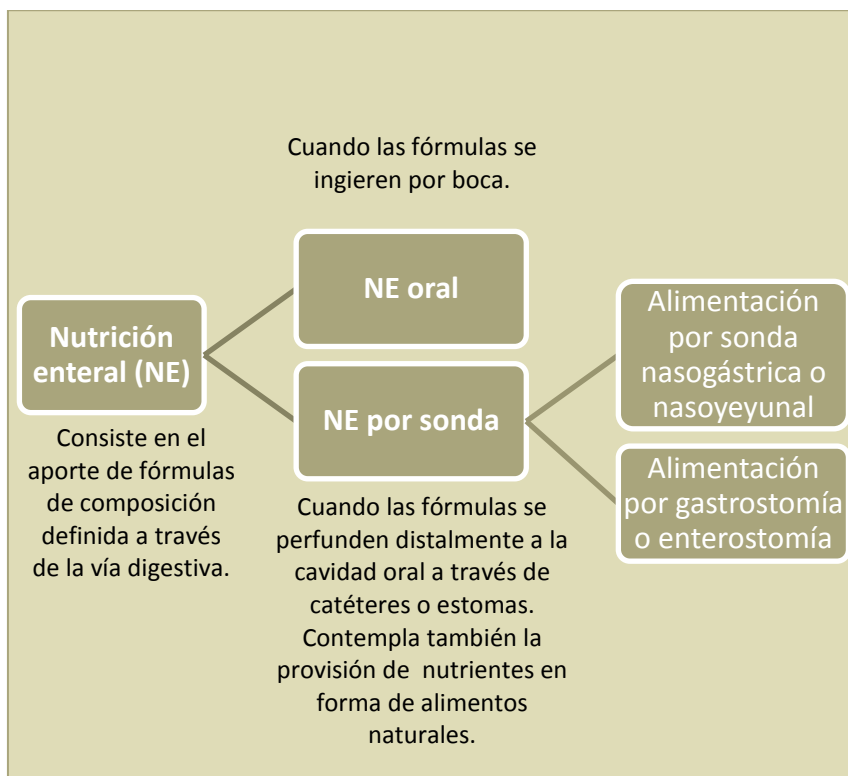 Cuando las fórmulas se
ingieren por boca.
NE oral
Nutrición
enteral (NE)
Consiste en el
aporte de fórmulas
de composición
definida a través
de la vía digestiva.
NE por sonda
Cuando las fórmulas se
perfunden distalmente a la
cavidad oral a través de
catéteres o estomas.
Contempla también la
provisión de nutrientes en
forma de alimentos
naturales.
Alimentación
por sonda
nasogástrica o
nasoyeyunal
Alimentación
por gastrostomía
o enterostomía